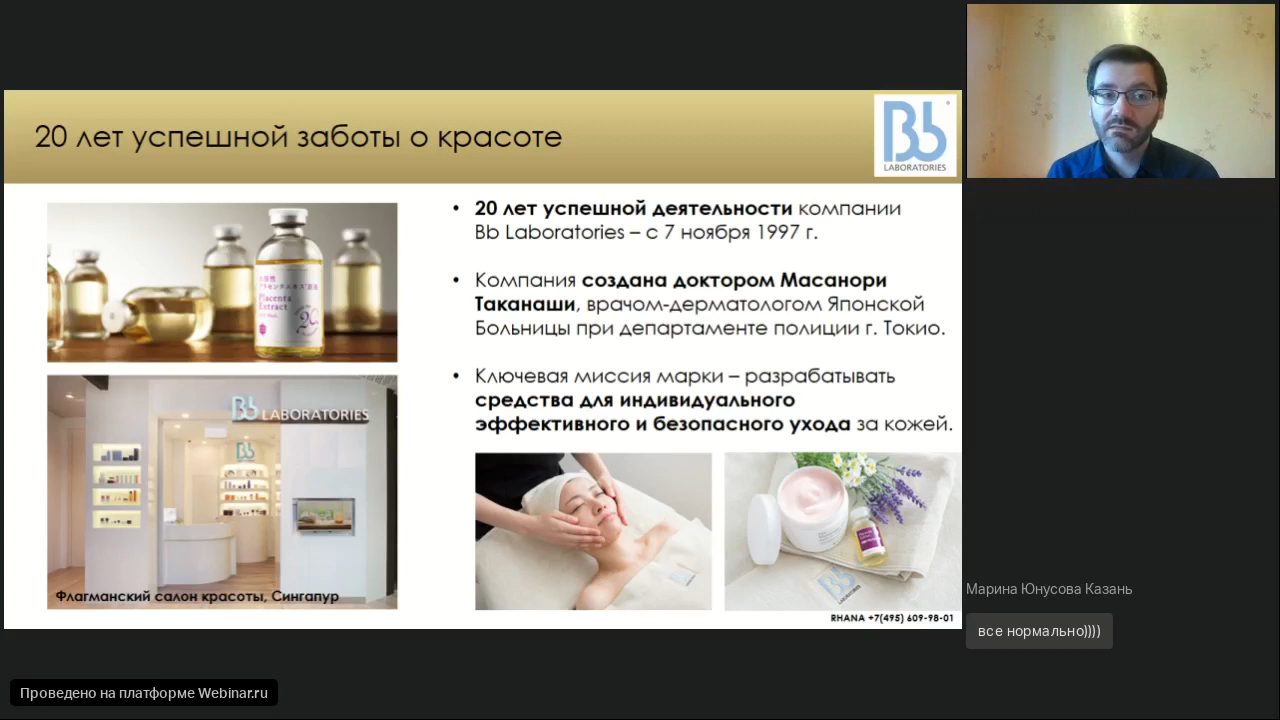 20 лет успешной заботы о красоте
Bb
LABORATORIES
• 20 лет успешной деятельности компании
Bb Laboratories – с 7 ноября 1997 г.
• Компания создана доктором Масанори
Таканаши, врачом-дерматологом Японской
Больницы при департаменте полиции г. Токио.
• Ключевая миссия марки – разрабатывать
средства для индивидуального
эффективного и безопасного ухода за кожей.
Placenta
Extract
Bb LABORATORIES
Bb
Флагманский салон красоты, Сингапур
Bb
LABORATORIES
RHANA +7(495) 609-98-01
Марина Юнусова Казань
все нормально))))
Проведено на платформе Webinar.ru